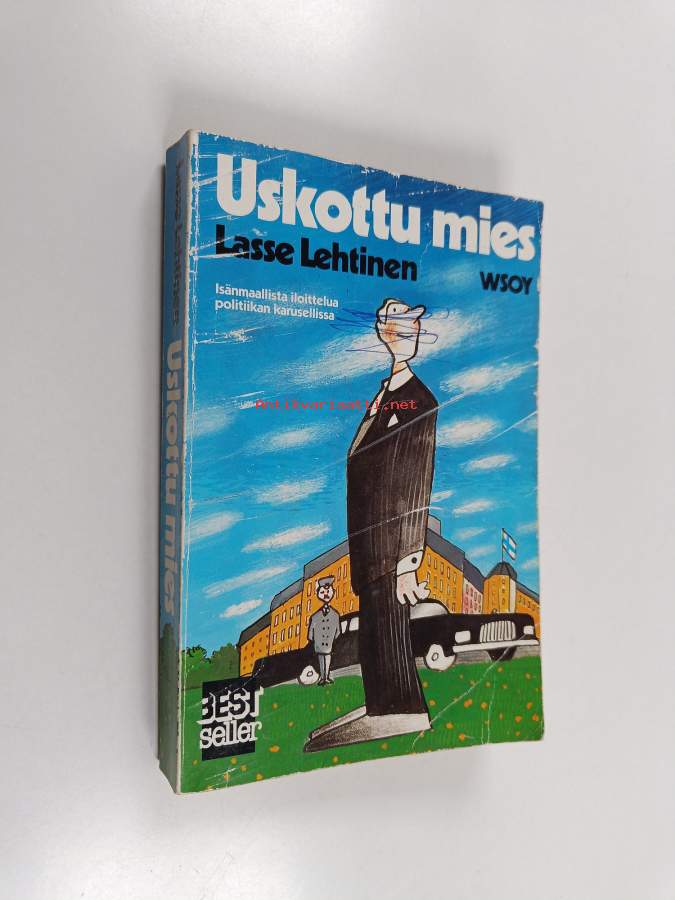 Uskottu mies
Lasse Lehtinen
WSOY
Isänmaallista iloittelua
politiikan karusellissa
Antikvariaatti.net
BEST
seller
Lasse Lehtinen Uskottu mies